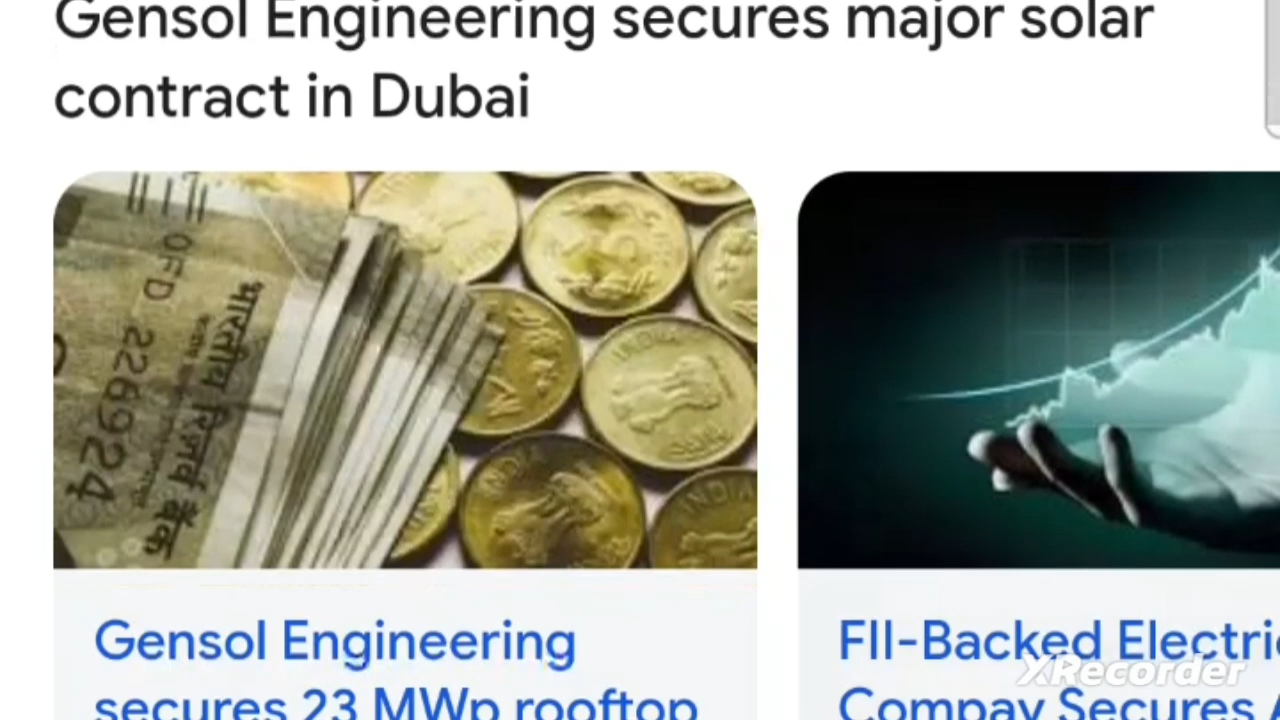 Gensol Engineering secures major solar
contract in Dubai
0FD 226924
भारतीय रिज़र्व बैंक
INDIA
INDIA
INDIA
Gensol Engineering
secures 23 MWp rooftop
FII-Backed Electri
Compay Secures
XRecorder